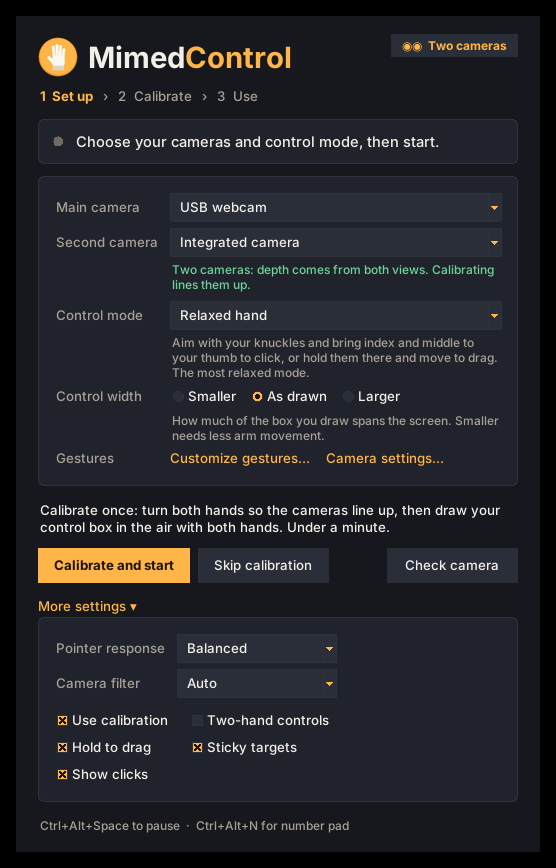 MimedControl
Two cameras
1 Set up › 2 Calibrate › 3 Use
Choose your cameras and control mode, then start.
Main camera USB webcam
Second camera Integrated camera
Two cameras: depth comes from both views. Calibrating
lines them up.
Control mode Relaxed hand
Aim with your knuckles and bring index and middle to
your thumb to click, or hold them there and move to drag.
The most relaxed mode.
Control width Smaller As drawn Larger
How much of the box you draw spans the screen. Smaller
needs less arm movement.
Gestures Customize gestures... Camera settings...
Calibrate once: turn both hands so the cameras line up, then draw your
control box in the air with both hands. Under a minute.
Calibrate and start Skip calibration Check camera
More settings ▾
Pointer response Balanced
Camera filter Auto
Use calibration Two-hand controls
Hold to drag Sticky targets
Show clicks
Ctrl+Alt+Space to pause · Ctrl+Alt+N for number pad